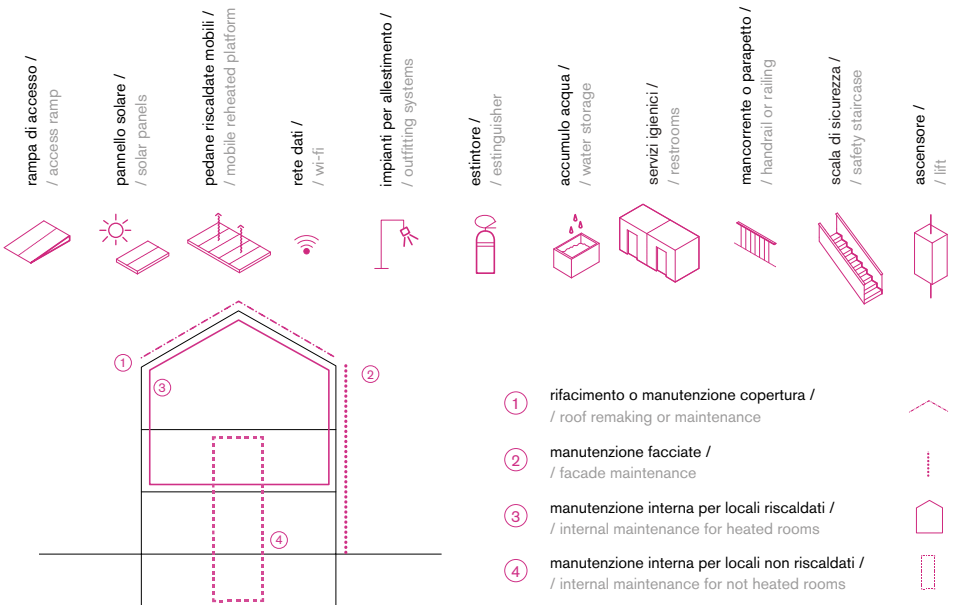 rampa di accesso /
/ access ramp
pannello solare /
/ solar panels
pedane riscaldate mobili /
/ mobile reheated platform
rete dati /
/ wi-fi
impianti per allestimento /
/ outfitting systems
estintore /
/ estinguisher
accumulo acqua /
/ water storage
servizi igienici /
/ restrooms
mancorrente o parapetto /
/ handrail or railing
scala di sicurezza /
/ safety staircase
ascensore /
/ lift
1
2
3
4
1
rifacimento o manutenzione copertura /
/ roof remaking or maintenance
2
manutenzione facciate /
/ facade maintenance
3
manutenzione interna per locali riscaldati /
/ internal maintenance for heated rooms
4
manutenzione interna per locali non riscaldati /
/ internal maintenance for not heated rooms